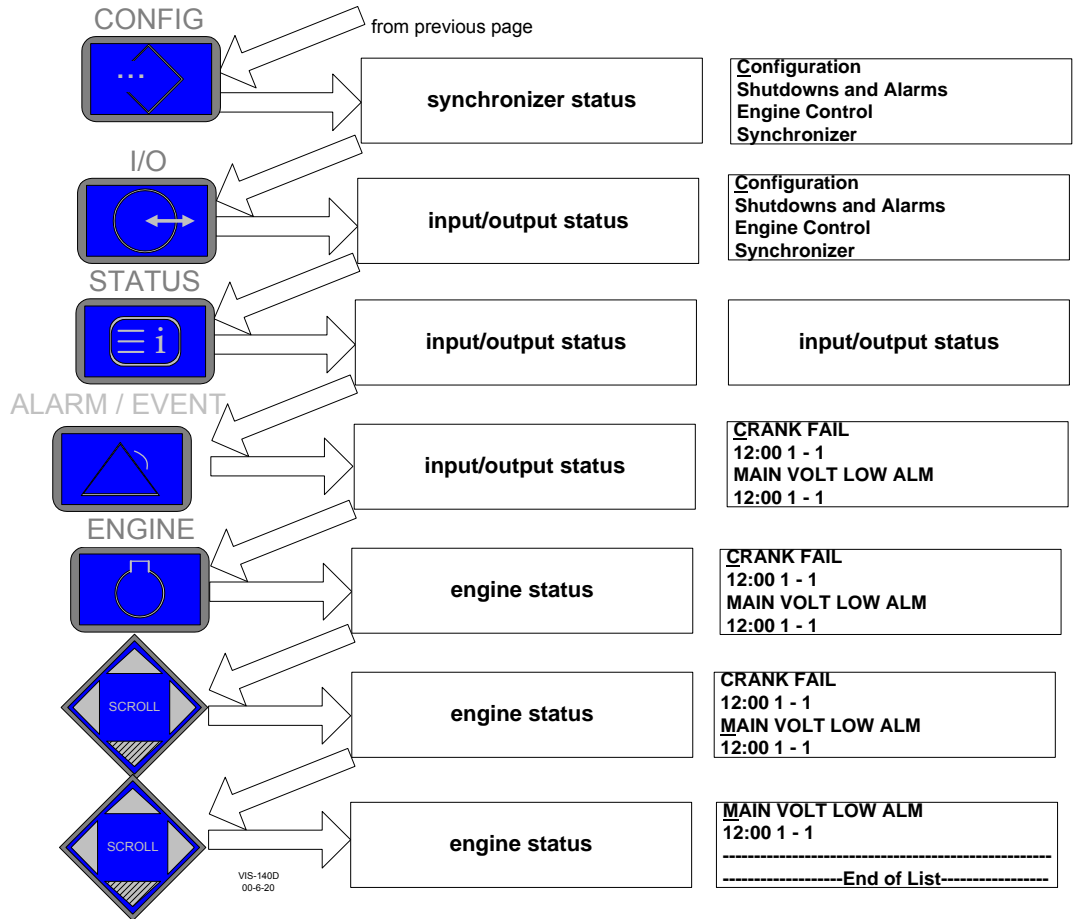 CONFIG
from previous page
synchronizer status
Configuration
Shutdowns and Alarms
Engine Control
Synchronizer
I/O
input/output status
Configuration
Shutdowns and Alarms
Engine Control
Synchronizer
STATUS
i
input/output status
input/output status
ALARM / EVENT
input/output status
CRANK FAIL
12:00 1 - 1
MAIN VOLT LOW ALM
12:00 1 - 1
ENGINE
engine status
CRANK FAIL
12:00 1 - 1
MAIN VOLT LOW ALM
12:00 1 - 1
SCROLL
engine status
CRANK FAIL
12:00 1 - 1
MAIN VOLT LOW ALM
12:00 1 - 1
SCROLL
engine status
MAIN VOLT LOW ALM
12:00 1 - 1
-----------------------------------------------------
-------------------End of List-----------------
VIS-140D
00-6-20